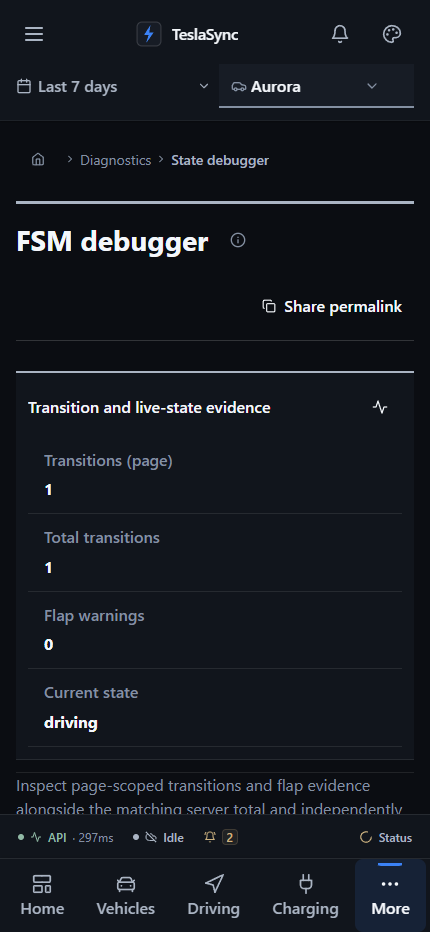 TeslaSync
Last 7 days
Aurora
Diagnostics
State debugger
FSM debugger
Share permalink
Transition and live-state evidence
Transitions (page)
1
Total transitions
1
Flap warnings
0
Current state
driving
Inspect page-scoped transitions and flap evidence
alongside the matching server total and independently
API · 297ms
Idle
2
Status
Home
Vehicles
Driving
Charging
More